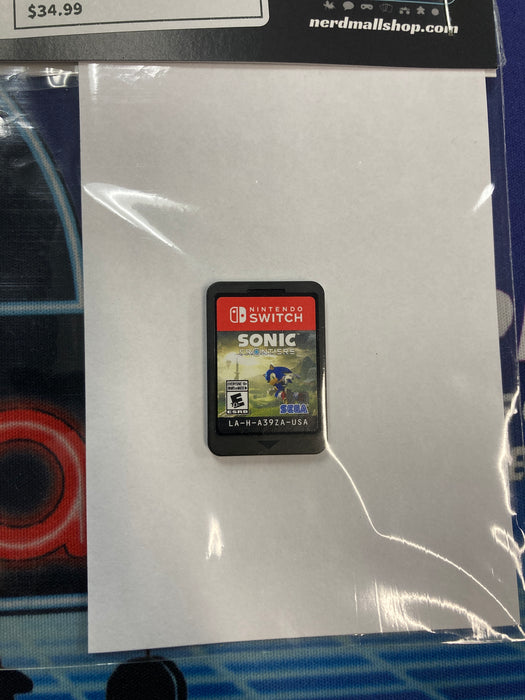 $34.99
nerdmallshop.com
NINTENDO
SWITCH
SONIC
FRONTIERS
E
ESRB
SEGA
LA-H-A39ZA-USA